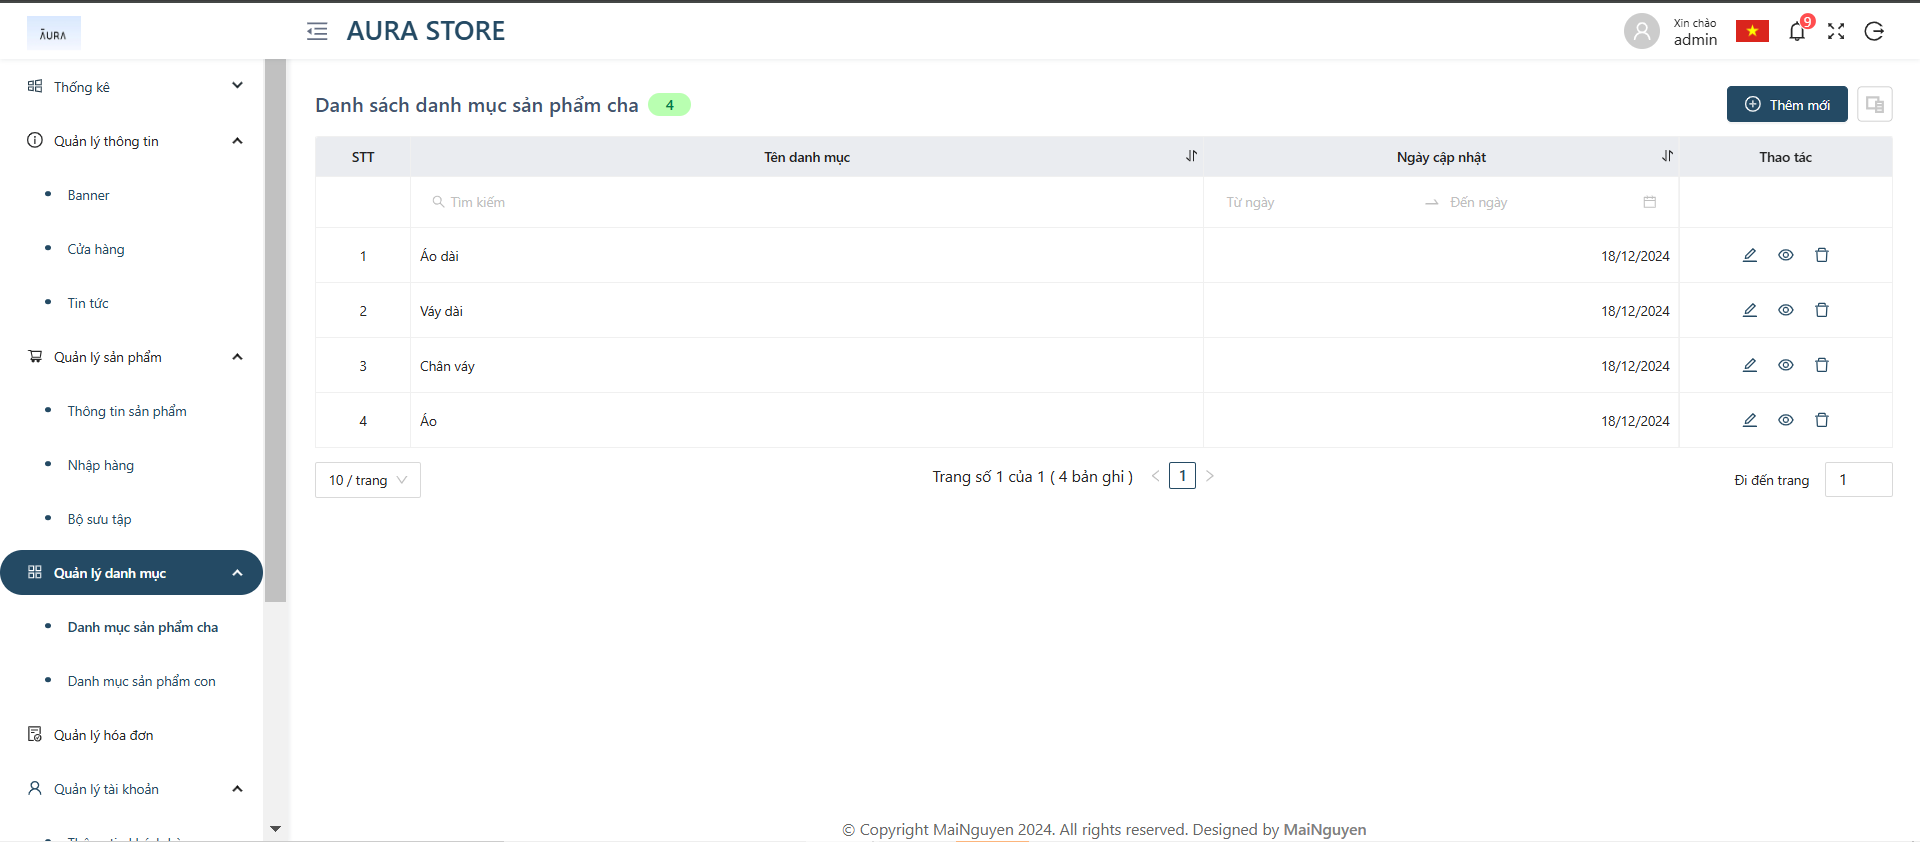 AURA
AURA STORE
Xin chào
admin
9
Thống kê
Quản lý thông tin
Banner
Cửa hàng
Tin tức
Quản lý sản phẩm
Thông tin sản phẩm
Nhập hàng
Bộ sưu tập
Quản lý danh mục
Danh mục sản phẩm cha
Danh mục sản phẩm con
Quản lý hóa đơn
Quản lý tài khoản
Danh sách danh mục sản phẩm cha 4
Thêm mới
STT Tên danh mục Ngày cập nhật Thao tác
Tìm kiếm Từ ngày Đến ngày
1 Áo dài 18/12/2024
2 Váy dài 18/12/2024
3 Chân váy 18/12/2024
4 Áo 18/12/2024
10 / trang Trang số 1 của 1 ( 4 bản ghi ) 1 Đi đến trang 1
© Copyright MaiNguyen 2024. All rights reserved. Designed by MaiNguyen